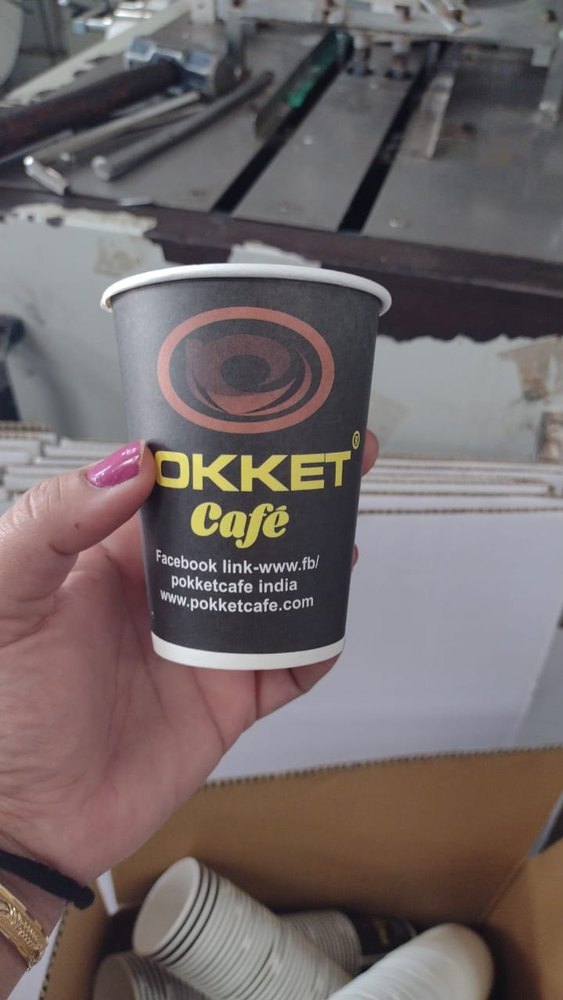 OKKET®
Café
Facebook link-www.fb/
pokketcafe india
www.pokketcafe.com